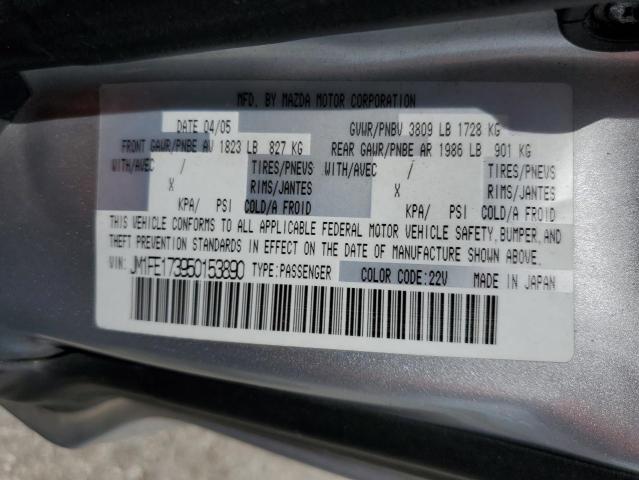 MFD. BY MAZDA MOTOR CORPORATION
DATE 04/05 GVWR/PNBV 3809 LB 1728 KG
FRONT GAWR/PNBE AV 1823 LB 827 KG REAR GAWR/PNBE AR 1986 LB 901 KG
WITH/AVEC / TIRES/PNEVS WITH/AVEC / TIRES/PNEVS
X RIMS/JANTES X RIMS/JANTES
KPA/ PSI COLD/A FROID KPA/ PSI COLD/A FROID
THIS VEHICLE CONFORMS TO ALL APPLICABLE FEDERAL MOTOR VEHICLE SAFETY, BUMPER, AND
THEFT PREVENTION STANDARDS IN EFFECT ON THE DATE OF MANUFACTURE SHOWN ABOVE.
VIN: JM1FE173950153890 TYPE:PASSENGER COLOR CODE:22V MADE IN JAPAN